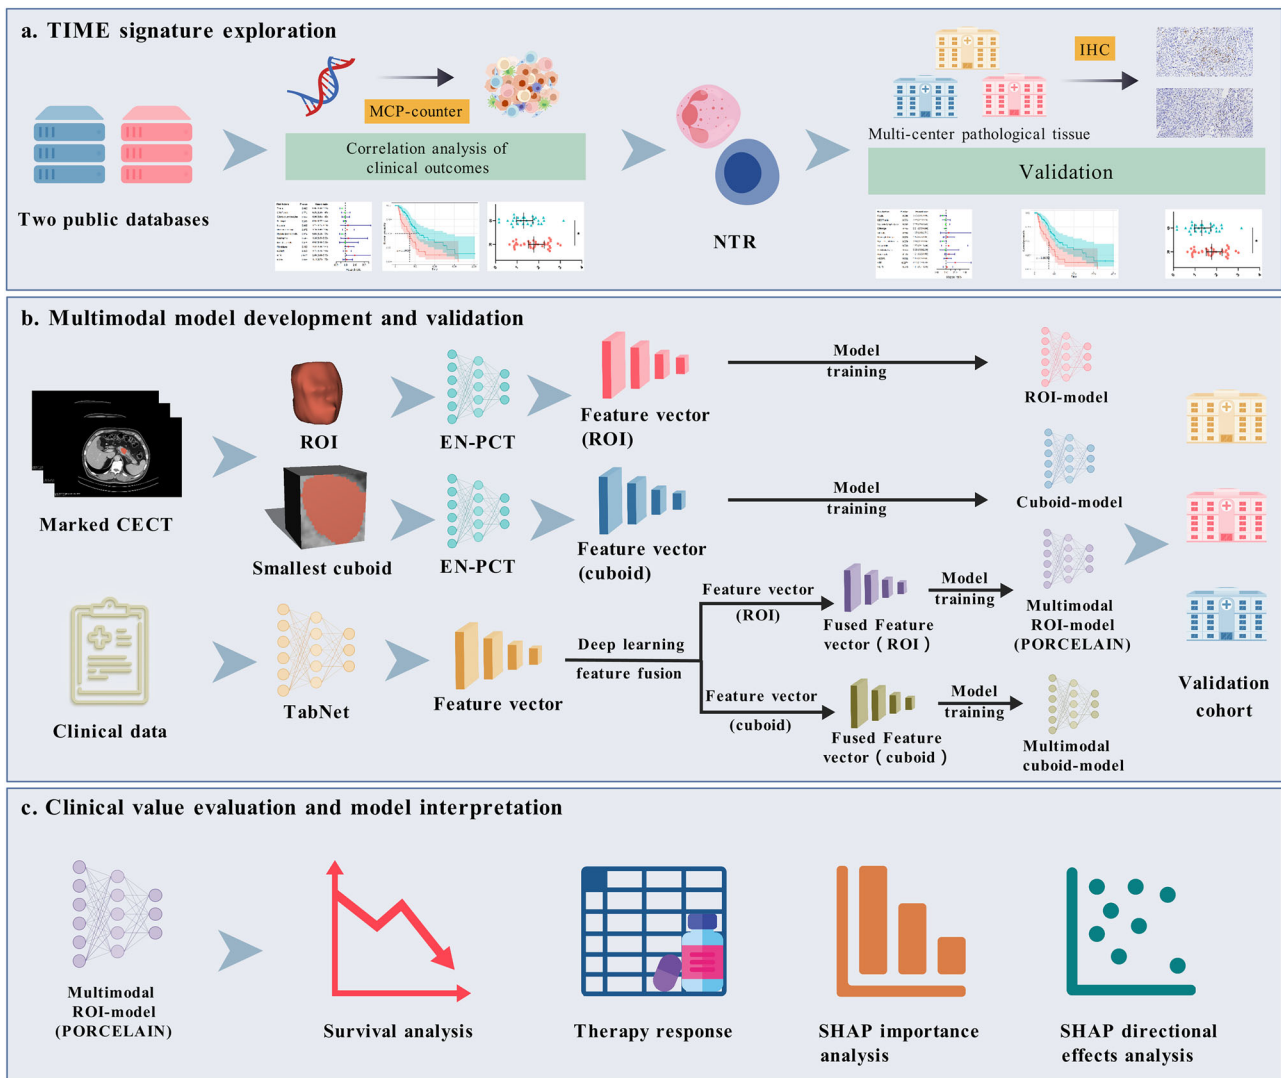 a. TIME signature exploration
MCP-counter
Correlation analysis of
clinical outcomes
Two public databases
NTR
IHC
Multi-center pathological tissue
Validation
b. Multimodal model development and validation
Marked CECT
ROI
EN-PCT
Feature vector
(ROI)
Model
training
ROI-model
Smallest cuboid
EN-PCT
Feature vector
(cuboid)
Model
training
Cuboid-model
Clinical data
TabNet
Feature vector
Deep learning
feature fusion
Feature vector
(ROI)
Fused Feature
vector ( ROI )
Model
training
Multimodal
ROI-model
(PORCELAIN)
Feature vector
(cuboid)
Fused Feature
vector ( cuboid )
Model
training
Multimodal
cuboid-model
Validation
cohort
c. Clinical value evaluation and model interpretation
Multimodal
ROI-model
(PORCELAIN)
Survival analysis
Therapy response
SHAP importance
analysis
SHAP directional
effects analysis